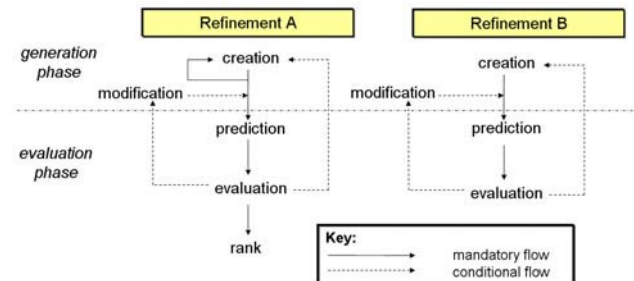 Refinement A
Refinement B
generation
phase
creation
creation
modification
modification
prediction
prediction
evaluation
phase
evaluation
evaluation
rank
Key:
mandatory flow
conditional flow